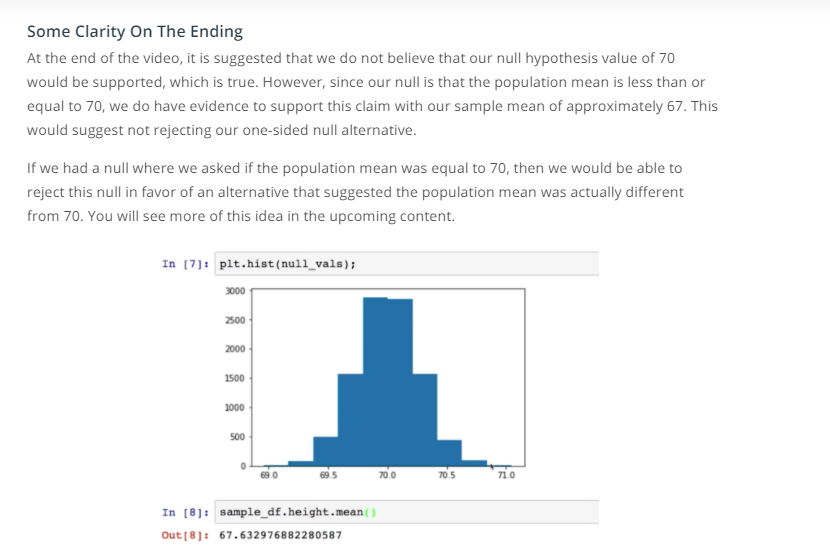 Some Clarity On The Ending
At the end of the video, it is suggested that we do not believe that our null hypothesis value of 70
would be supported, which is true. However, since our null is that the population mean is less than or
equal to 70, we do have evidence to support this claim with our sample mean of approximately 67. This
would suggest not rejecting our one-sided null alternative.
If we had a null where we asked if the population mean was equal to 70, then we would be able to
reject this null in favor of an alternative that suggested the population mean was actually different
from 70. You will see more of this idea in the upcoming content.
In [7]: plt.hist(null_vals);
3000
2500
2000
1500
1000
500
0
69.0 69.5 70.0 70.5 71.0
In [8]: sample_df.height.mean()
Out[8]: 67.632976882280587